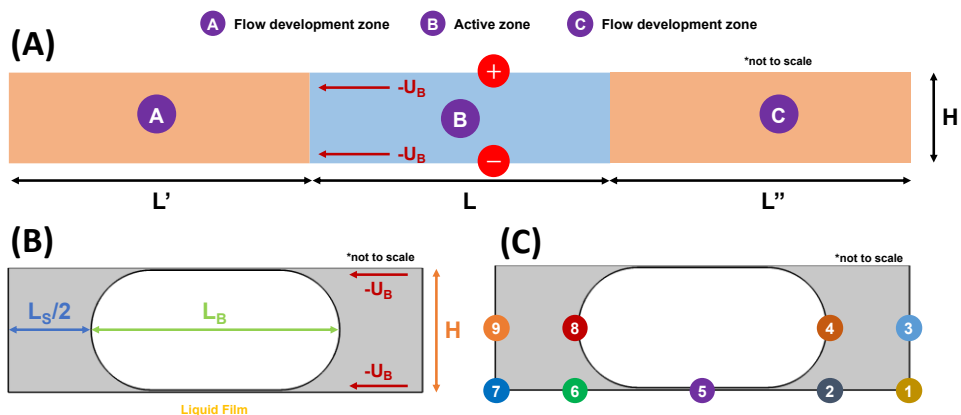 A Flow development zone B Active zone C Flow development zone
(A)
*not to scale
+
-U_B
A
B
C
H
-U_B
−
L' L L”
(B)
*not to scale
-U_B
L_S/2
L_B
H
-U_B
Liquid Film
(C)
*not to scale
9 8 4 3
7 6 5 2 1